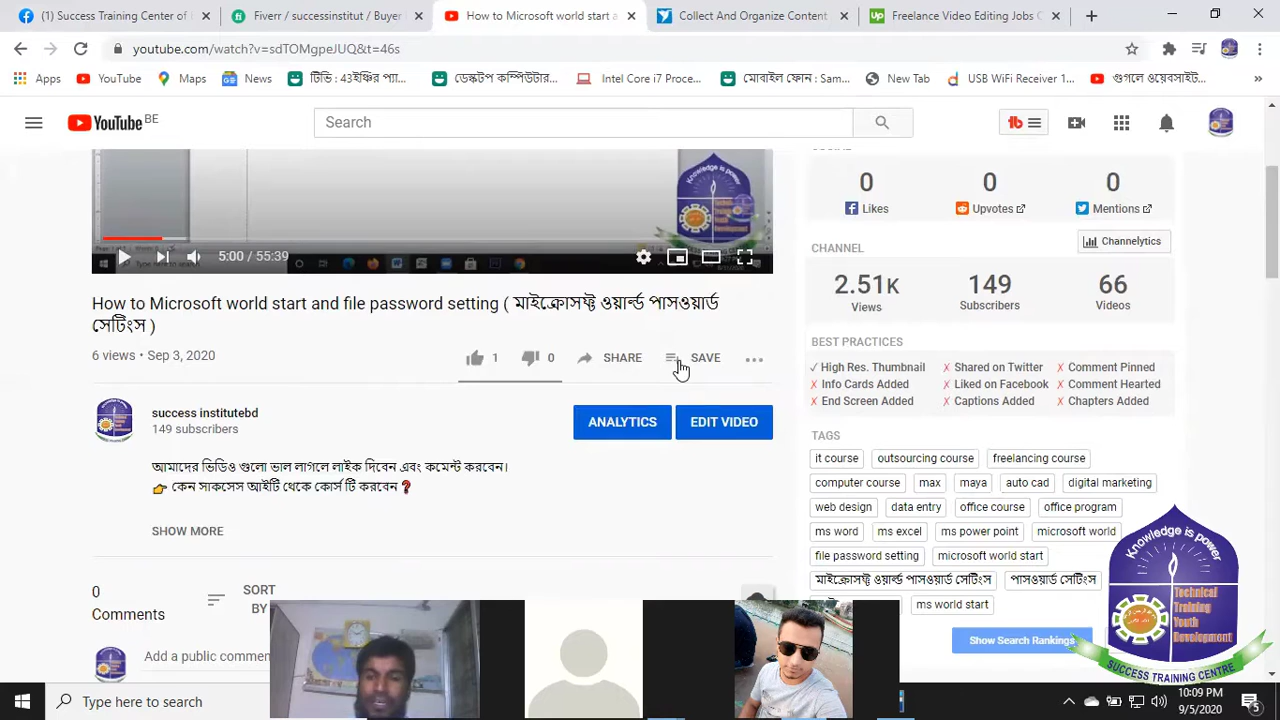 (1) Success Training Center
Fiverr / successinstitut / Buys
How to Microsoft world start a
Collect And Organize Content
Freelance Video Editing Jobs
youtube.com/watch?v=sdTOMgpeJUQ&t=46s
Apps
YouTube
Maps
News
টিভি : 43ইঞ্চির প্যা...
ডেস্কটপ কম্পিউটার...
Intel Core i7 Proce...
মোবাইল ফোন : Sam...
New Tab
USB WiFi Receiver 1...
গুগলে ওয়েবসাইট...
YouTube BE
Search
5:00 / 55:39
How to Microsoft world start and file password setting ( মাইক্রোসফ্ট ওয়ার্ল্ড পাসওয়ার্ড
সেটিংস )
6 views • Sep 3, 2020
1
0
SHARE
SAVE
success institutebd
149 subscribers
ANALYTICS
EDIT VIDEO
আমাদের ভিডিও গুলো ভাল লাগলে লাইক দিবেন এবং কমেন্ট করবেন।
👉 কেন সাকসেস আইটি থেকে কোর্স টি করবেন ❓
SHOW MORE
0
Comments
SORT
BY
Add a public commen
SOCIAL
0 0 0
Likes Upvotes Mentions
CHANNEL
Channelytics
2.51K 149 66
Views Subscribers Videos
BEST PRACTICES
✓ High Res. Thumbnail ✗ Shared on Twitter ✗ Comment Pinned
✗ Info Cards Added ✗ Liked on Facebook ✗ Comment Hearted
✗ End Screen Added ✗ Captions Added ✗ Chapters Added
TAGS
it course outsourcing course freelancing course
computer course max maya auto cad digital marketing
web design data entry office course office program
ms word ms excel ms power point microsoft world
file password setting microsoft world start
মাইক্রোসফ্ট ওয়ার্ল্ড পাসওয়ার্ড সেটিংস পাসওয়ার্ড সেটিংস
ms world start
Show Search Rankings
Knowledge is power
Technical
Training
Youth
Development
SUCCESS TRAINING CENTRE
Type here to search
10:09 PM
9/5/2020
5